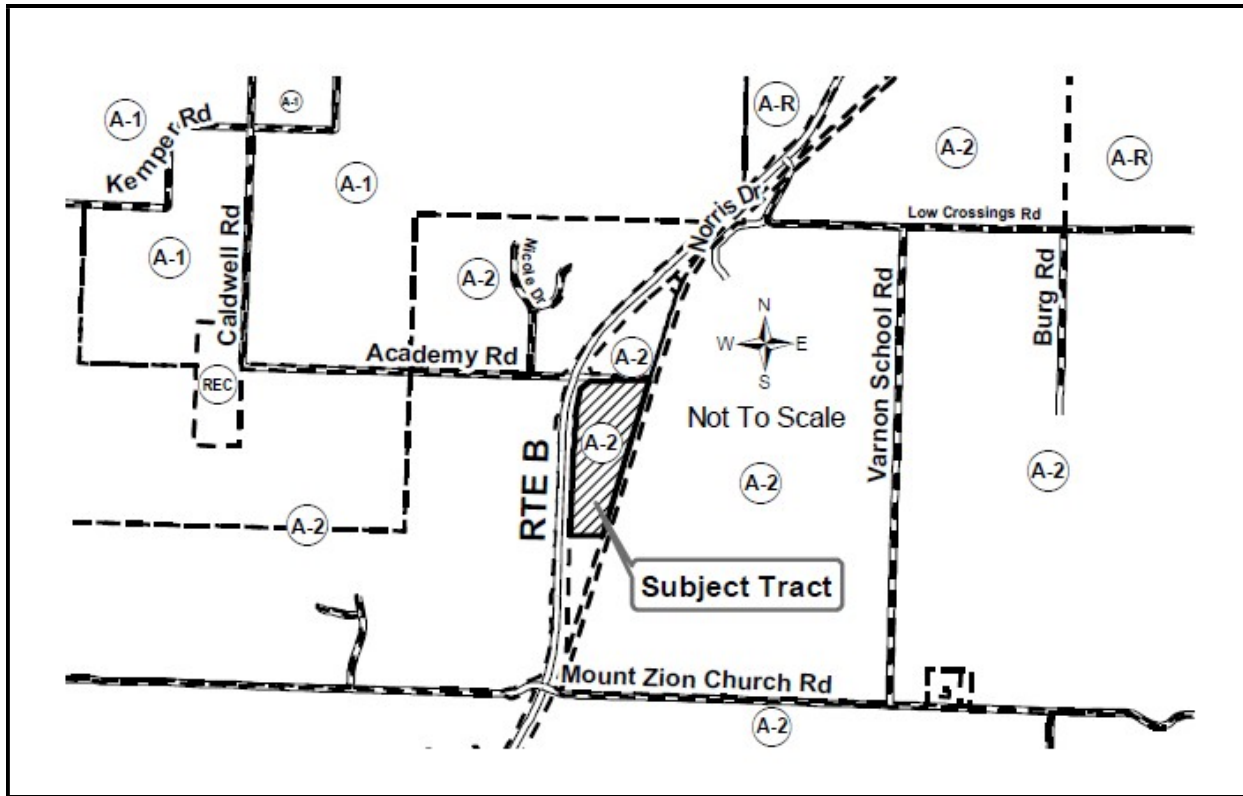 A-1
A-1
Kemper Rd
A-R
A-2
A-R
A-1
Norris Dr
Low Crossings Rd
A-1
Caldwell Rd
A-2
Nicole Dr
Burg Rd
N
W
E
S
Academy Rd
A-2
Varnon School Rd
REC
Not To Scale
A-2
RTE B
A-2
A-2
A-2
Subject Tract
Mount Zion Church Rd
A-2